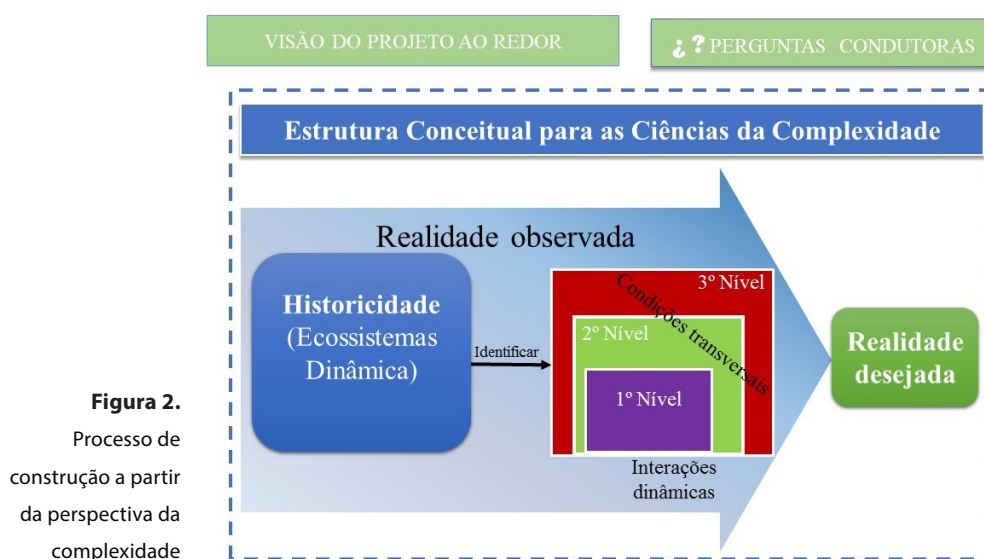 VISÃO DO PROJETO AO REDOR
¿ ? PERGUNTAS CONDUTORAS
Estrutura Conceitual para as Ciências da Complexidade
Realidade observada
Historicidade
(Ecossistemas
Dinâmica)
Identificar
3º Nível
Condições transversais
2º Nível
1º Nível
Interações
dinâmicas
Realidade
desejada
Figura 2.
Processo de
construção a partir
da perspectiva da
complexidade